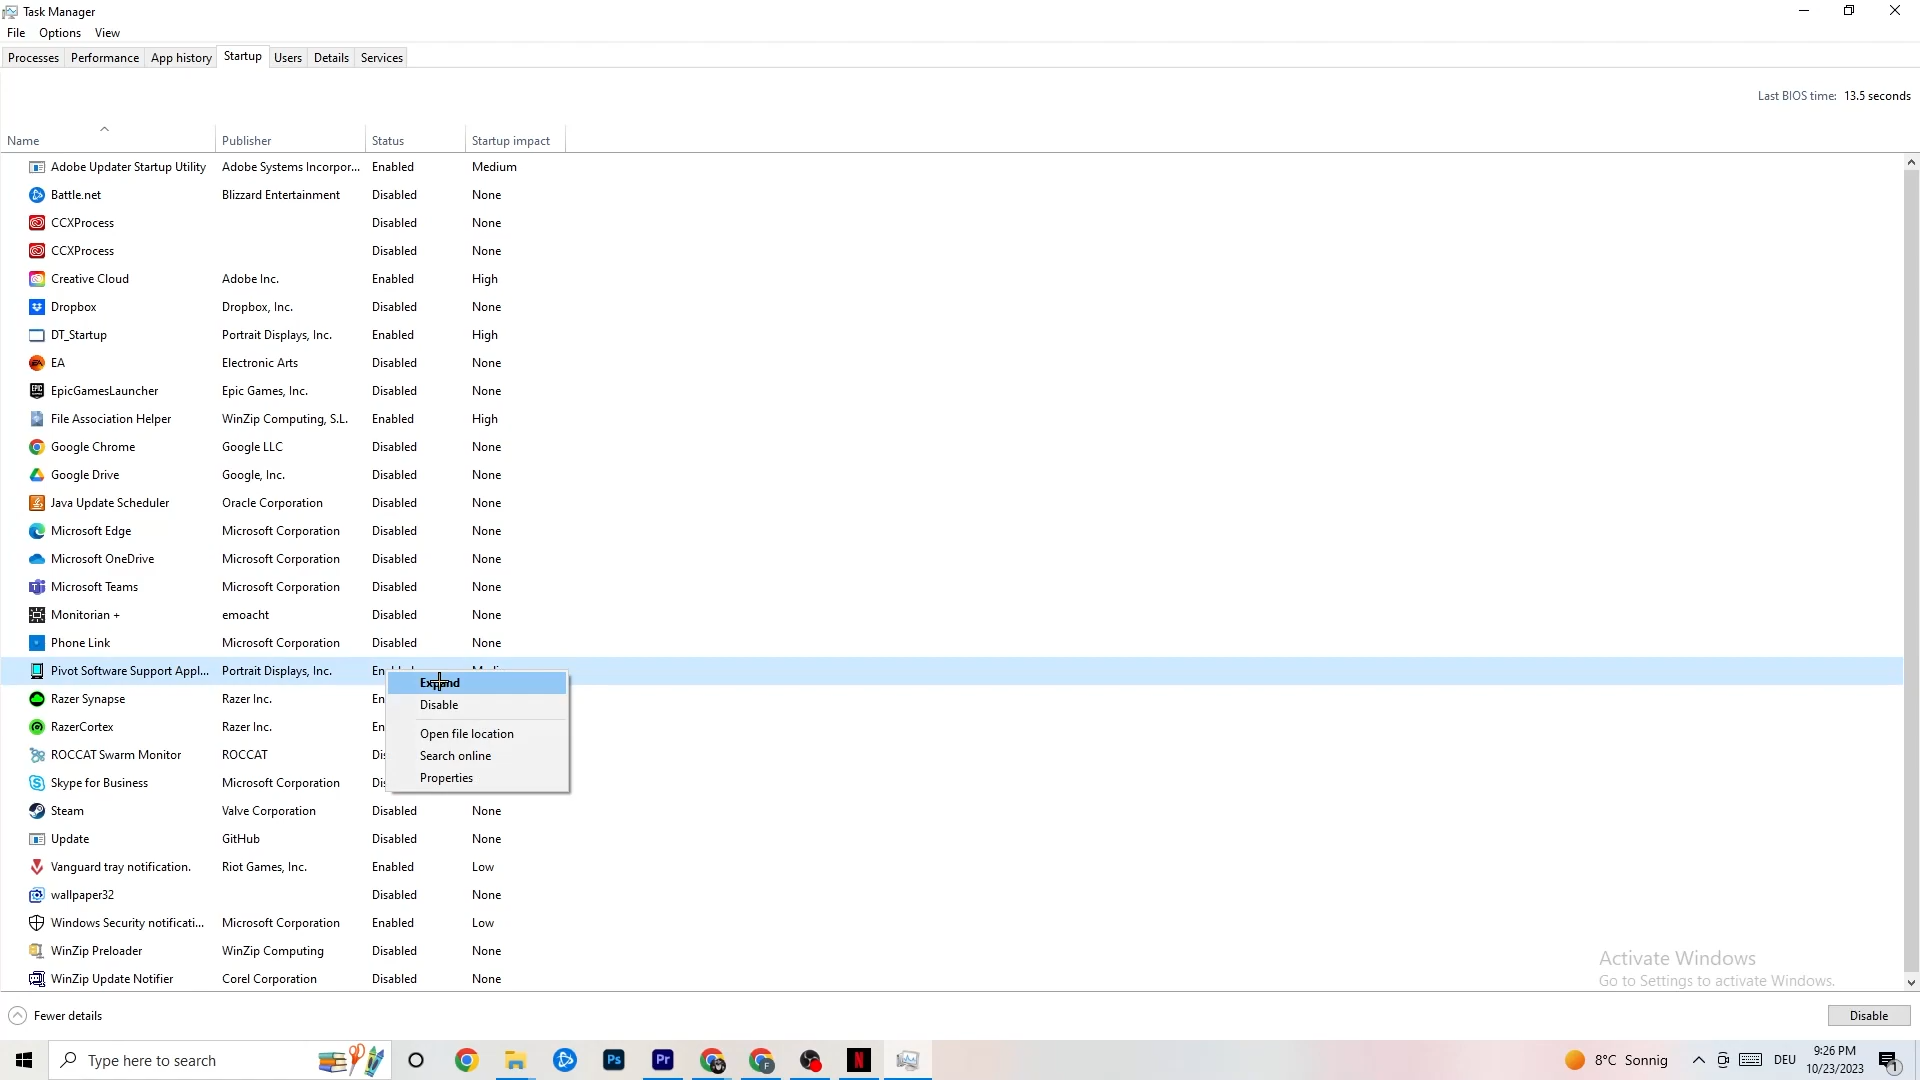 Task Manager
File Options View
Processes Performance App history Startup Users Details Services
Last BIOS time: 13.5 seconds
Name Publisher Status Startup impact
Adobe Updater Startup Utility Adobe Systems Incorpor... Enabled Medium
Battle.net Blizzard Entertainment Disabled None
CCXProcess Disabled None
CCXProcess Disabled None
Creative Cloud Adobe Inc. Enabled High
Dropbox Dropbox, Inc. Disabled None
DT_Startup Portrait Displays, Inc. Enabled High
EA Electronic Arts Disabled None
EpicGamesLauncher Epic Games, Inc. Disabled None
File Association Helper WinZip Computing, S.L. Enabled High
Google Chrome Google LLC Disabled None
Google Drive Google, Inc. Disabled None
Java Update Scheduler Oracle Corporation Disabled None
Microsoft Edge Microsoft Corporation Disabled None
Microsoft OneDrive Microsoft Corporation Disabled None
Microsoft Teams Microsoft Corporation Disabled None
Monitorian + emoacht Disabled None
Phone Link Microsoft Corporation Disabled None
Pivot Software Support Appl... Portrait Displays, Inc.
Expand
Razer Synapse Razer Inc. En
Disable
RazerCortex Razer Inc. En
Open file location
ROCCAT Swarm Monitor ROCCAT Dis
Search online
Skype for Business Microsoft Corporation Dis
Properties
Steam Valve Corporation Disabled None
Update GitHub Disabled None
Vanguard tray notification. Riot Games, Inc. Enabled Low
wallpaper32 Disabled None
Windows Security notificati... Microsoft Corporation Enabled Low
WinZip Preloader WinZip Computing Disabled None
WinZip Update Notifier Corel Corporation Disabled None
Activate Windows
Go to Settings to activate Windows.
Fewer details Disable
Type here to search Ps Pr 8°C Sonnig DEU 9:26 PM
10/23/2023